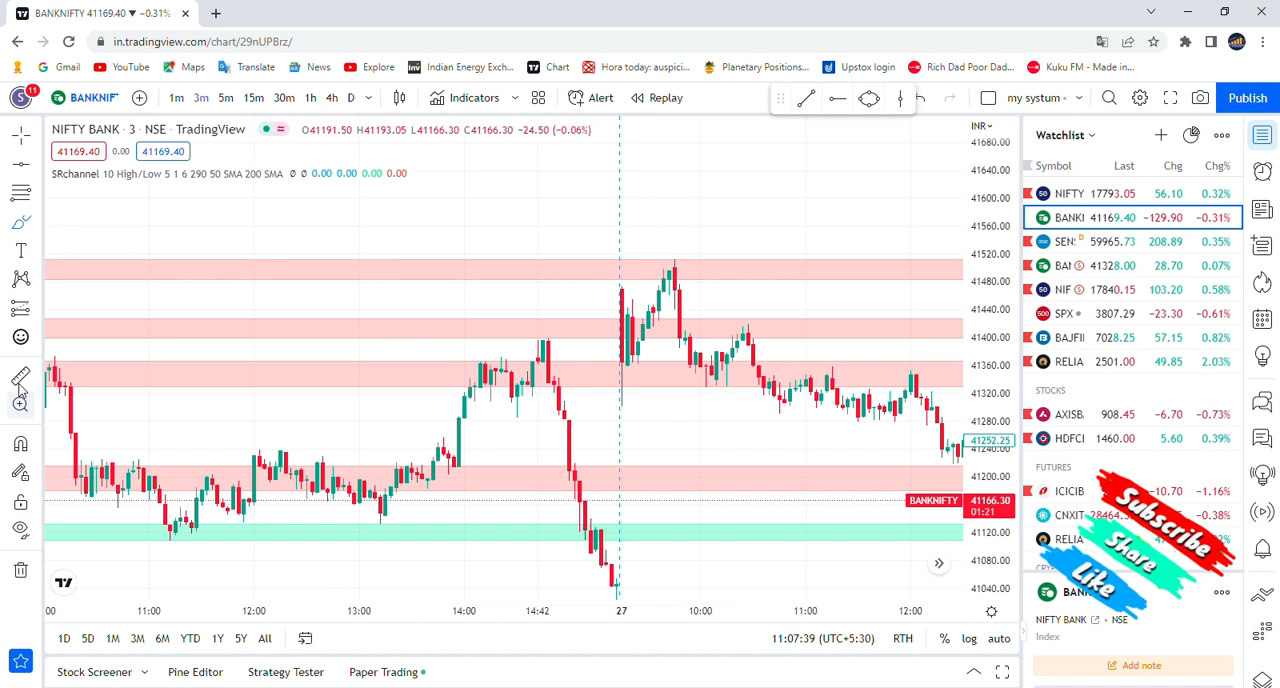 BANKNIFTY 41169.40 ▼ −0.31%
in.tradingview.com/chart/29nUPBrz/
Gmail YouTube Maps Translate News Explore Indian Energy Exch... Chart Hora today: auspici... Planetary Positions... Upstox login Rich Dad Poor Dad... Kuku FM - Made in...
S 11 BANKNIF 1m 3m 5m 15m 30m 1h 4h D Indicators Alert Replay my systum Publish
NIFTY BANK · 3 · NSE · TradingView O41191.50 H41193.05 L41166.30 C41166.30 −24.50 (−0.06%)
41169.40 0.00 41169.40
SRchannel 10 High/Low 5 1 6 290 50 SMA 200 SMA Ø Ø 0.00 0.00 0.00 0.00
INR
41680.00
41640.00
41600.00
41560.00
41520.00
41480.00
41440.00
41400.00
41360.00
41320.00
41280.00
41252.25
41240.00
41200.00
BANKNIFTY 41166.30
01:21
41120.00
41080.00
41040.00
:00 11:00 12:00 13:00 14:00 14:42 27 10:00 11:00 12:00
1D 5D 1M 3M 6M YTD 1Y 5Y All 11:07:39 (UTC+5:30) RTH % log auto
Stock Screener Pine Editor Strategy Tester Paper Trading
Watchlist
Symbol Last Chg Chg%
50 NIFTY 17793.05 56.10 0.32%
BANKI 41169.40 −129.90 −0.31%
SEN: D 59965.73 208.89 0.35%
BAI S 41328.00 28.70 0.07%
50 NIF S 17840.15 103.20 0.58%
500 SPX 3807.29 −23.30 −0.61%
BAJFII 7028.25 57.15 0.82%
RELIA 2501.00 49.85 2.03%
STOCKS
AXISB. 908.45 −6.70 −0.73%
HDFCI 1460.00 5.60 0.39%
FUTURES
ICICIB −10.70 −1.16%
CNXIT 28464.3 −0.38%
RELIA
Subscribe
Share
Like
NIFTY BANK · NSE
Index
Add note